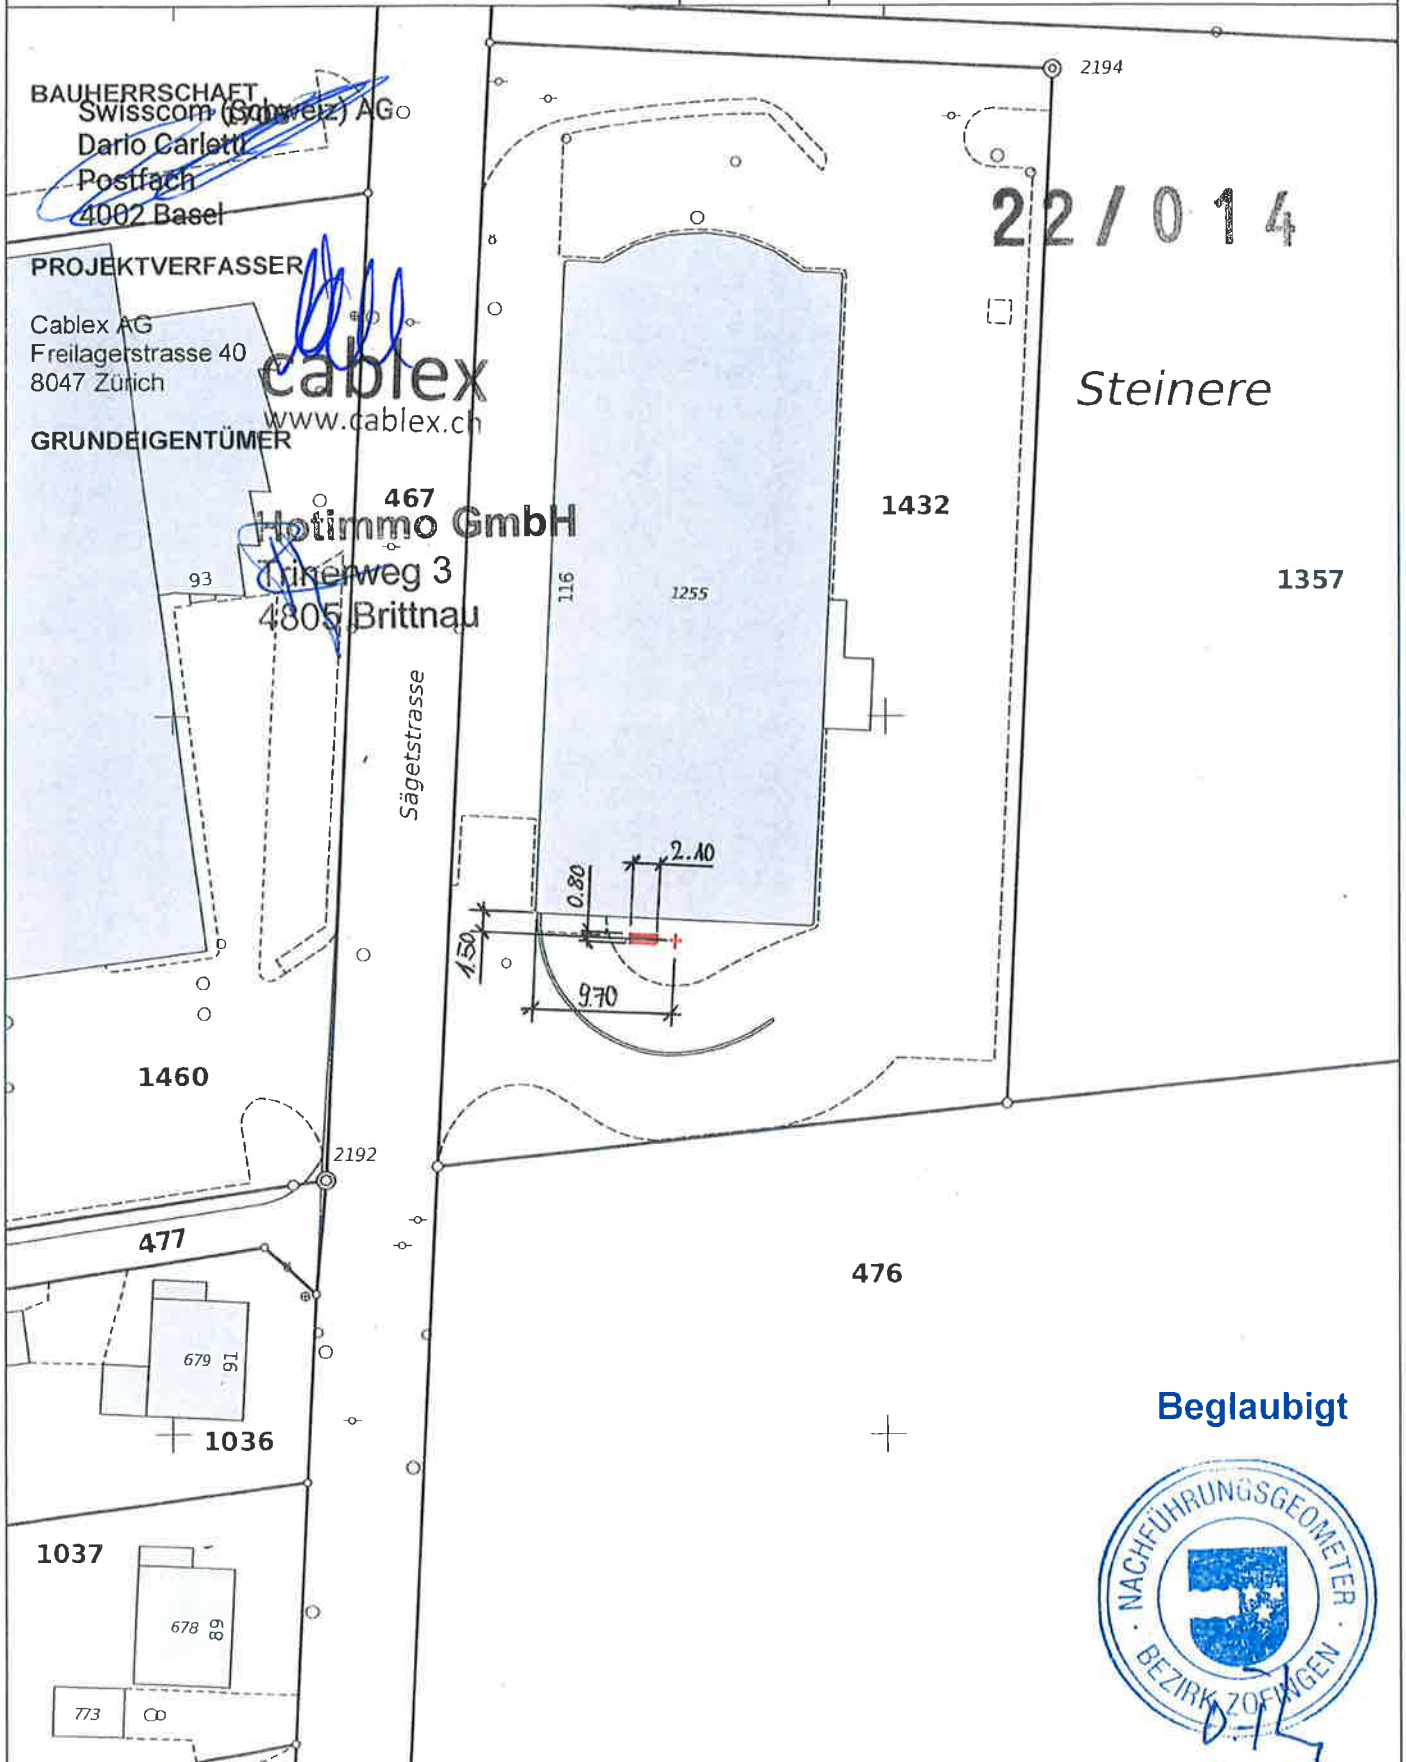 2194
BAUHERRSCHAFT
Swisscom (Schweiz) AG
Dario Carletti
Postfach
4002 Basel
22/014
PROJEKTVERFASSER
Cablex AG
Freilagerstrasse 40
8047 Zürich
cablex
www.cablex.ch
Steinere
GRUNDEIGENTÜMER
467
1432
Hotimmo GmbH
Trinerweg 3
4805 Brittnau
93
116
1255
1357
Sägetstrasse
2.10
0.80
1.50
9.70
1460
2192
477
476
679
91
1036
Beglaubigt
1037
678
89
773
NACHFÜHRUNGSGEOMETER
BEZIRK ZOFINGEN